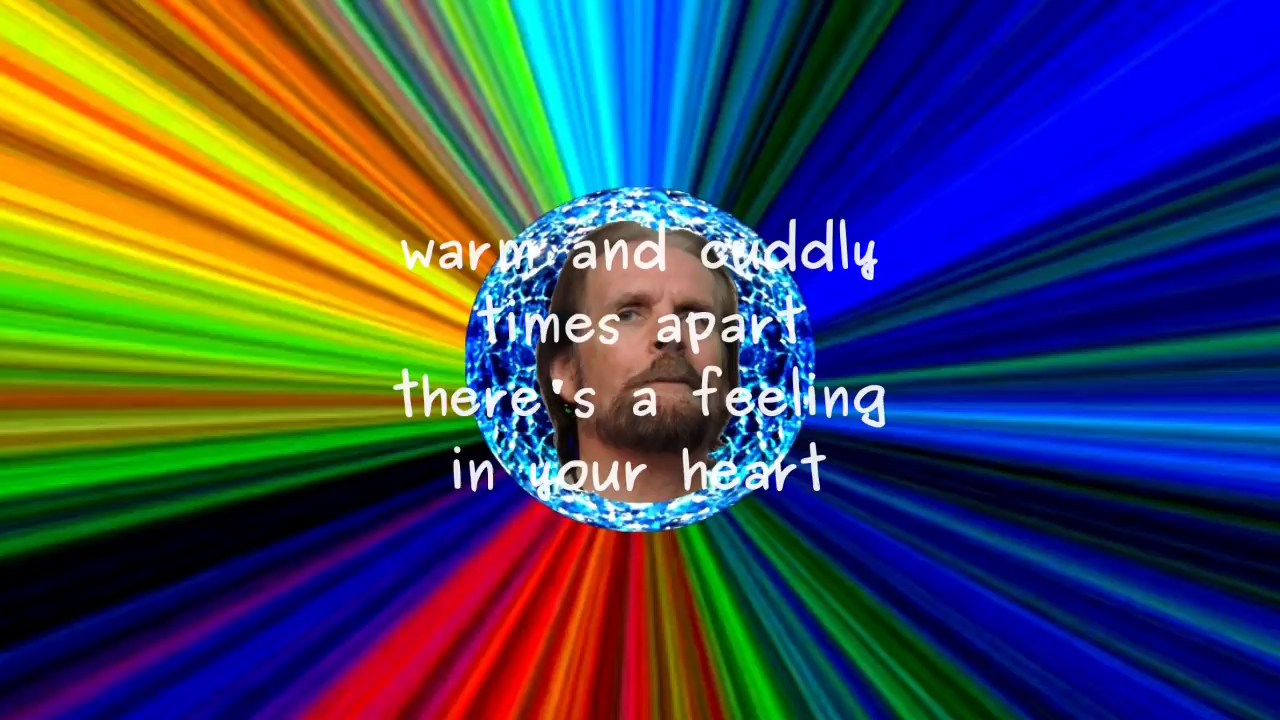 warm and cuddly
times apart
there's a feeling
in your heart